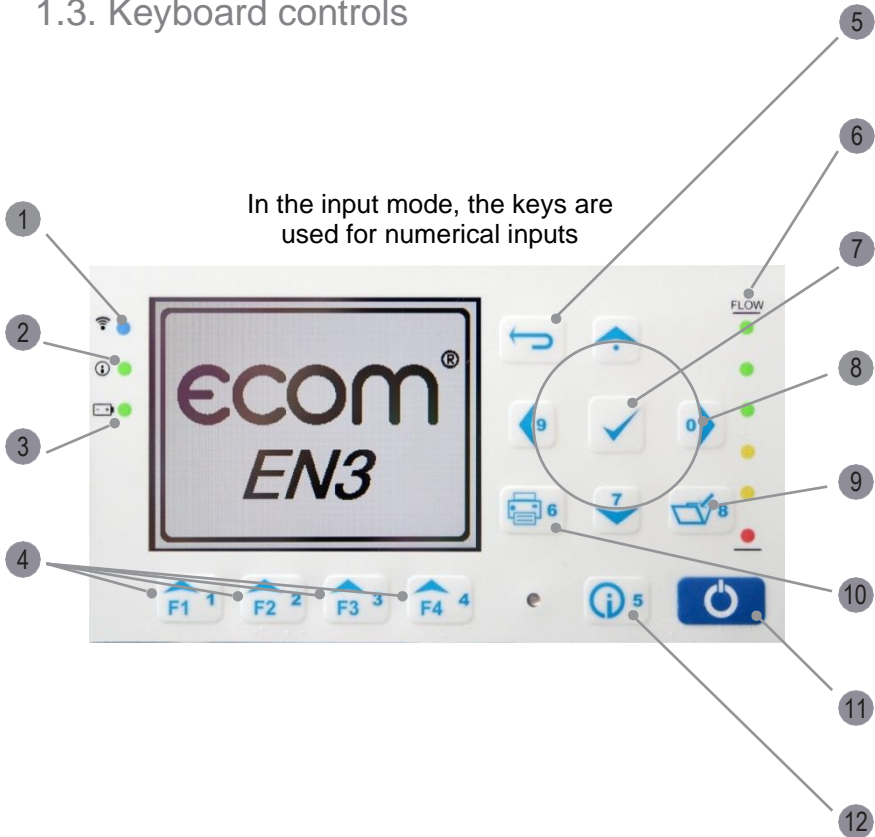 1.3. Keyboard controls
5
6
In the input mode, the keys are
used for numerical inputs
1
7
FLOW
2
ecom®
8
9
0
EN3
3
9
6
7
8
4
F1 1
F2 2
F3 3
F4 4
5
10
11
12